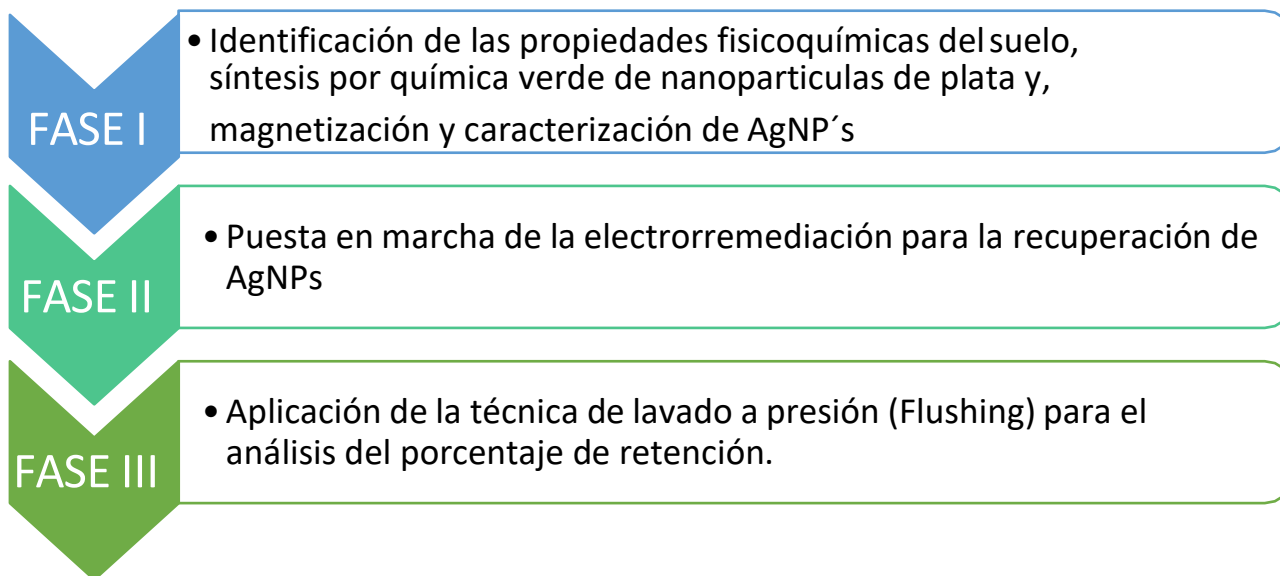 FASE I
• Identificación de las propiedades fisicoquímicas del suelo,
síntesis por química verde de nanoparticulas de plata y,
magnetización y caracterización de AgNP´s
FASE II
• Puesta en marcha de la electrorremediación para la recuperación de
AgNPs
FASE III
• Aplicación de la técnica de lavado a presión (Flushing) para el
análisis del porcentaje de retención.